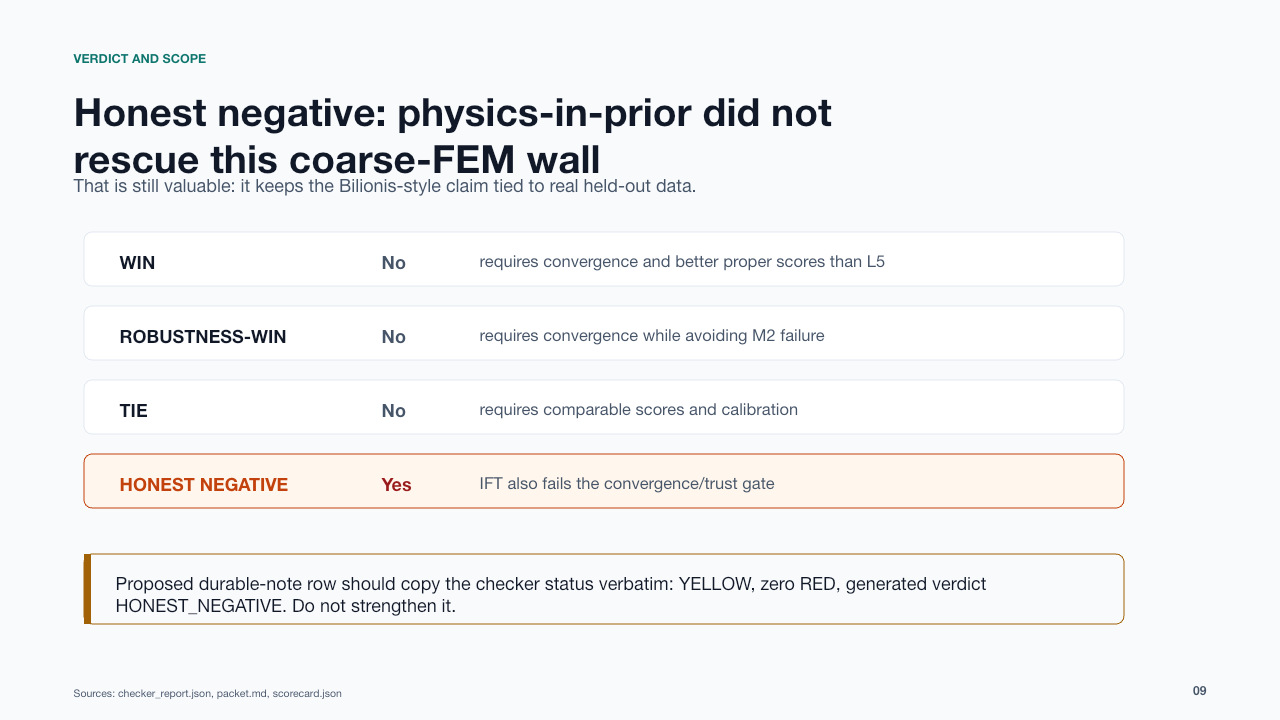 VERDICT AND SCOPE
Honest negative: physics-in-prior did not
rescue this coarse-FEM wall
That is still valuable: it keeps the Bilionis-style claim tied to real held-out data.
WIN No requires convergence and better proper scores than L5
ROBUSTNESS-WIN No requires convergence while avoiding M2 failure
TIE No requires comparable scores and calibration
HONEST NEGATIVE Yes IFT also fails the convergence/trust gate
Proposed durable-note row should copy the checker status verbatim: YELLOW, zero RED, generated verdict
HONEST_NEGATIVE. Do not strengthen it.
Sources: checker_report.json, packet.md, scorecard.json
09